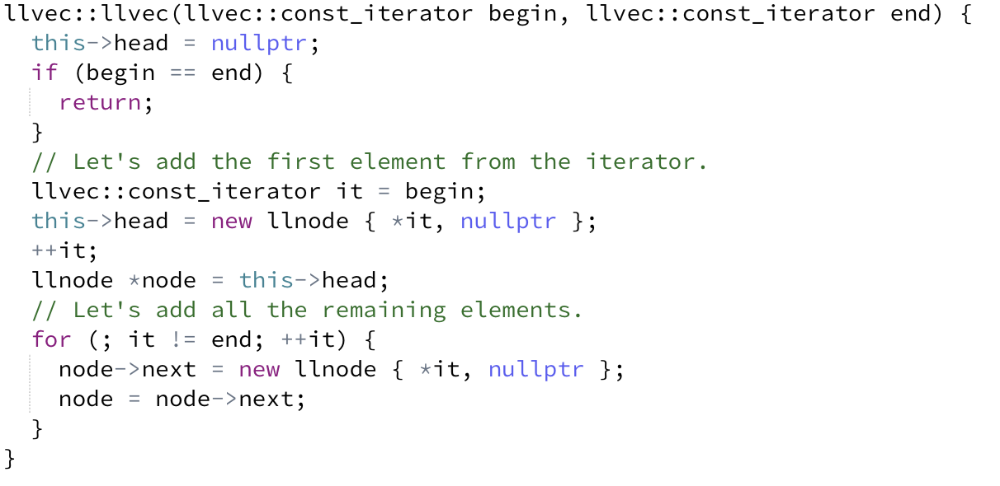 llvec::llvec(llvec::const_iterator begin, llvec::const_iterator end) {
  this->head = nullptr;
  if (begin == end) {
    return;
  }
  // Let's add the first element from the iterator.
  llvec::const_iterator it = begin;
  this->head = new llnode { *it, nullptr };
  ++it;
  llnode *node = this->head;
  // Let's add all the remaining elements.
  for (; it != end; ++it) {
    node->next = new llnode { *it, nullptr };
    node = node->next;
  }
}